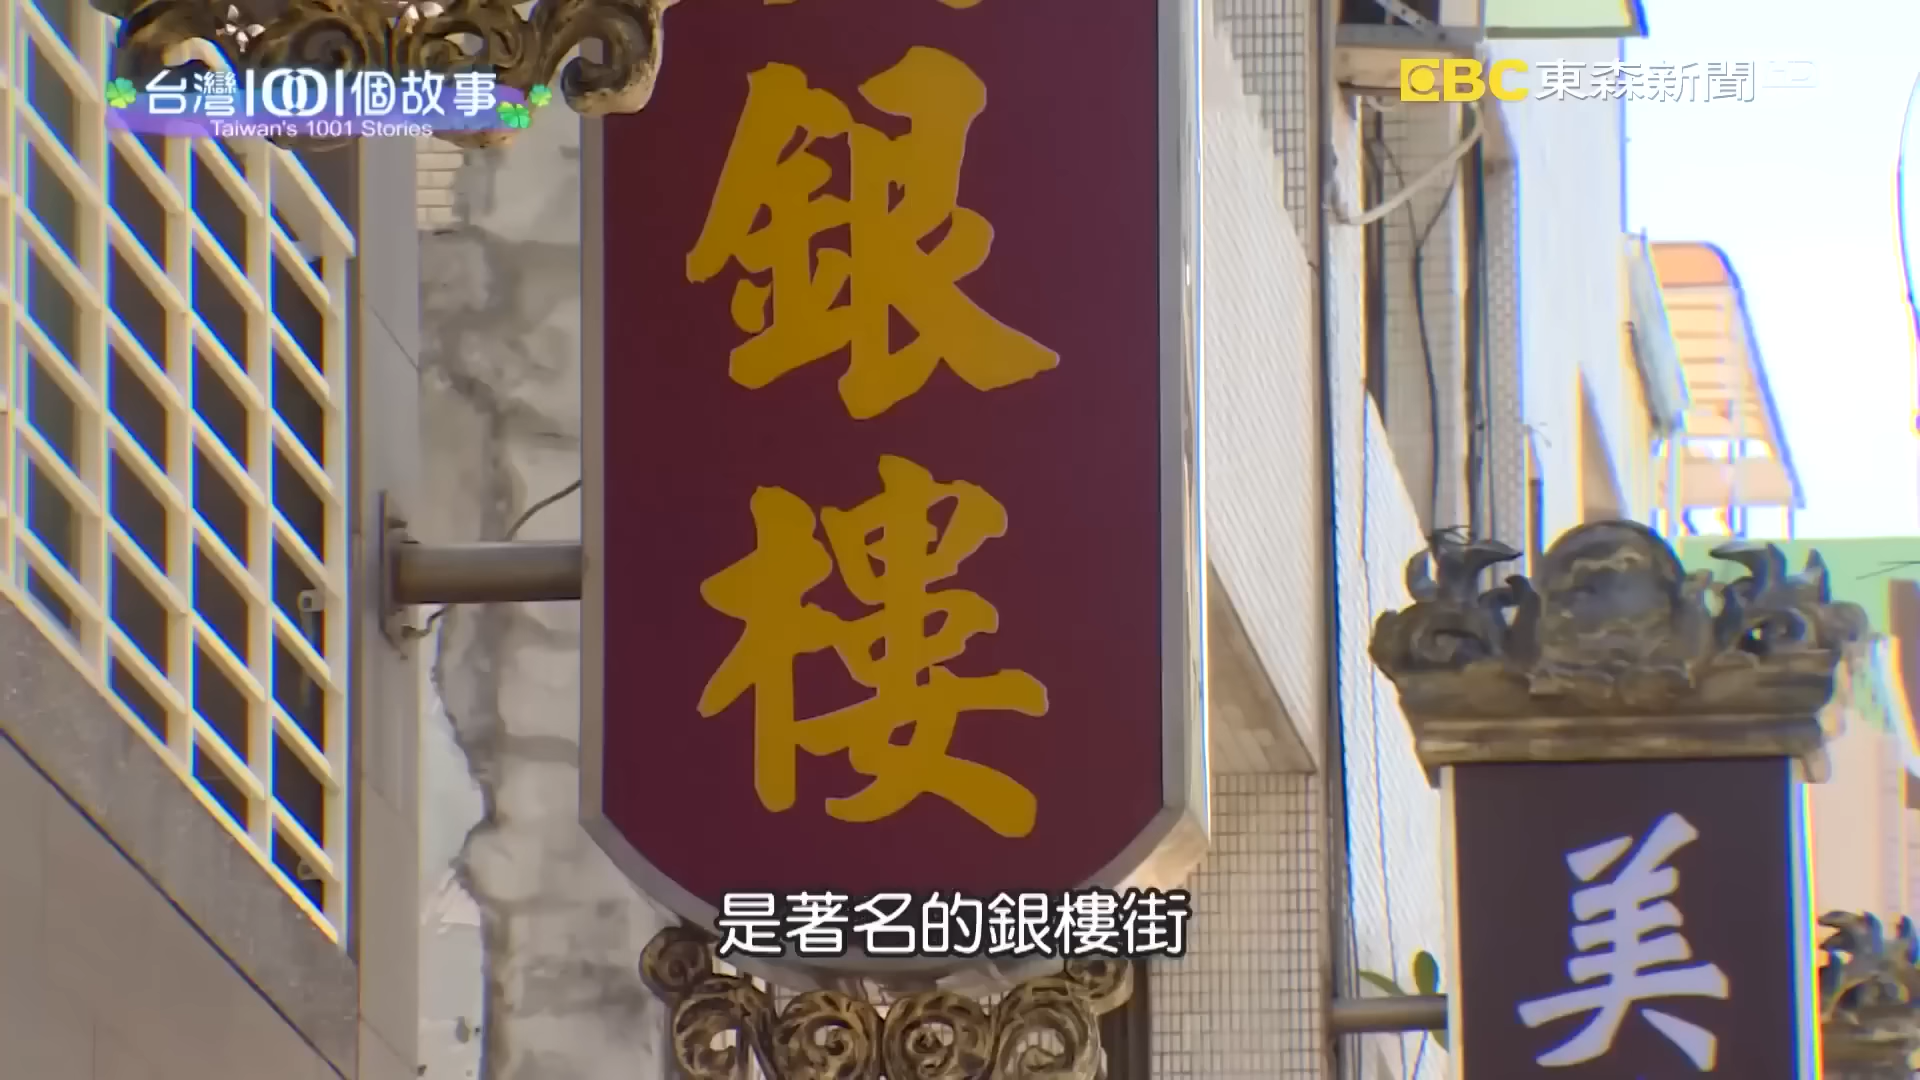 台灣1001個故事
Taiwan's 1001 Stories
EBC東森新聞
銀
樓
美
是著名的銀樓街